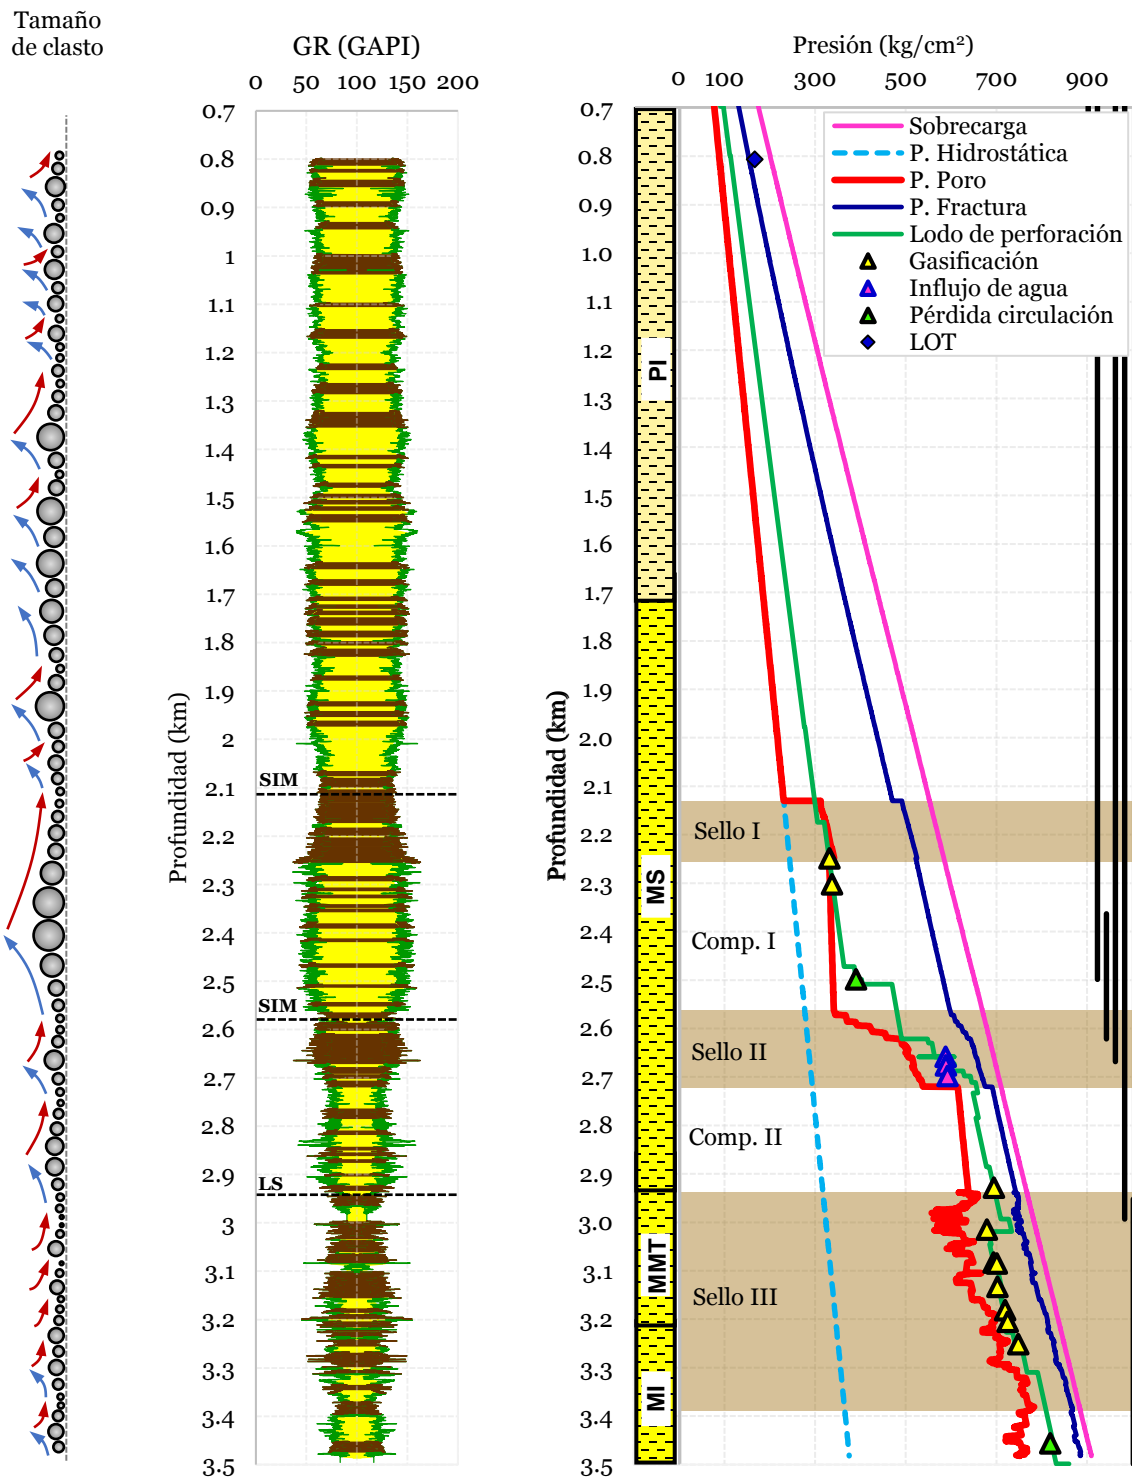 Tamaño
de clasto
GR (GAPI)
0 50 100 150 200
Profundidad (km)
0.7
0.8
0.9
1
1.1
1.2
1.3
1.4
1.5
1.6
1.7
1.8
1.9
2
2.1
2.2
2.3
2.4
2.5
2.6
2.7
2.8
2.9
3
3.1
3.2
3.3
3.4
3.5
SIM
SIM
LS
Presión (kg/cm²)
0 100 300 500 700 900
Profundidad (km)
0.7
0.8
0.9
1.0
1.1
1.2
1.3
1.4
1.5
1.6
1.7
1.8
1.9
2.0
2.1
2.2
2.3
2.4
2.5
2.6
2.7
2.8
2.9
3.0
3.1
3.2
3.3
3.4
3.5
PI
MS
MMT
MI
Sobrecarga
P. Hidrostática
P. Poro
P. Fractura
Lodo de perforación
Gasificación
Influjo de agua
Pérdida circulación
LOT
Sello I
Comp. I
Sello II
Comp. II
Sello III